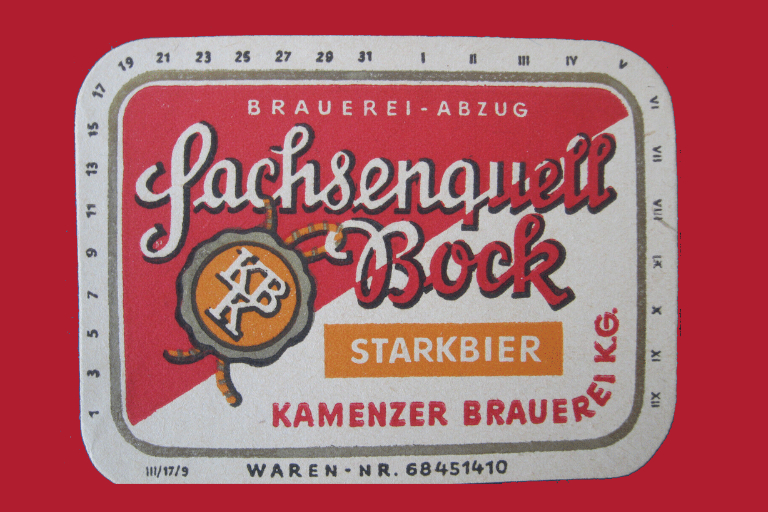 1 3 5 7 9 11 13 15 17 19 21 23 25 27 29 31 I II III IV V VI VII VIII IX X XI XII
BRAUEREI-ABZUG
Sachsenquell
Bock
KBK
STARKBIER
KAMENZER BRAUEREI K.G.
III/17/9
WAREN-NR. 68451410